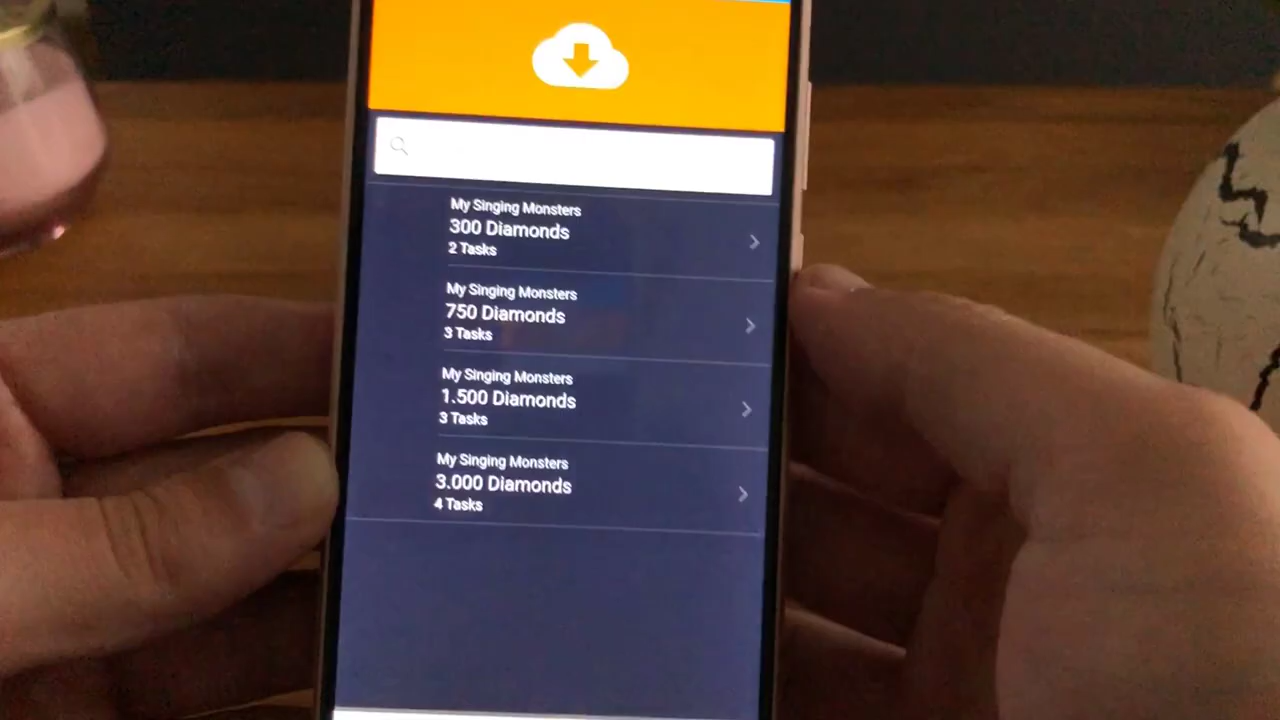 My Singing Monsters
300 Diamonds
2 Tasks
My Singing Monsters
750 Diamonds
3 Tasks
My Singing Monsters
1.500 Diamonds
3 Tasks
My Singing Monsters
3.000 Diamonds
4 Tasks